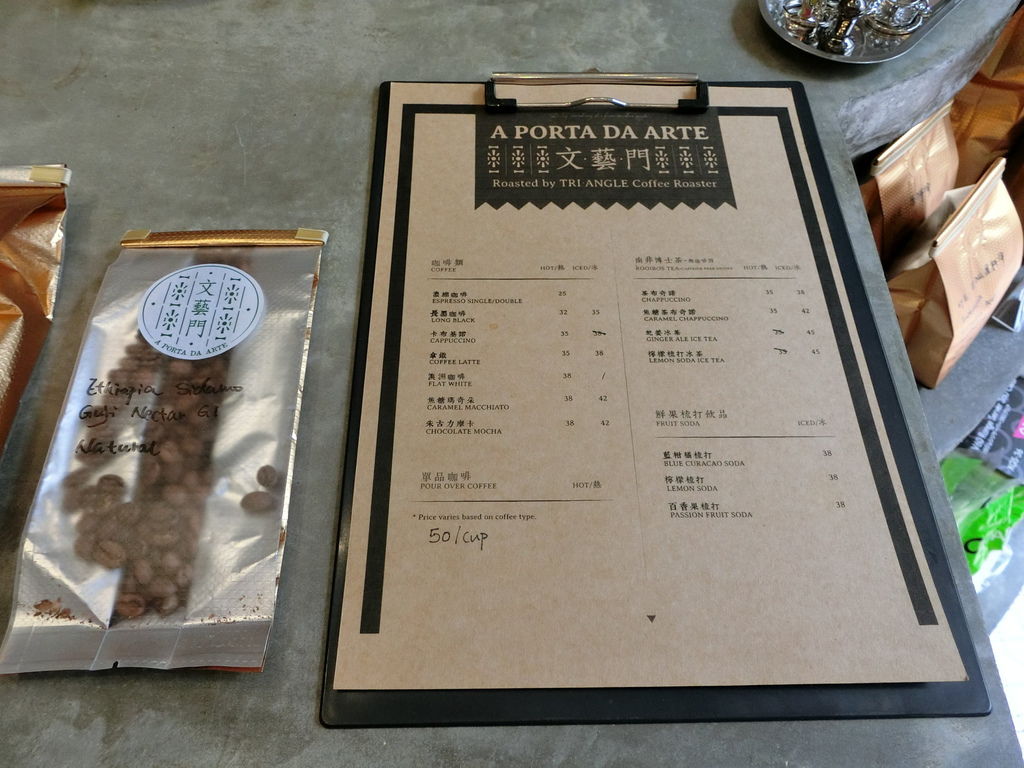 A PORTA DA ARTE
文·藝·門
Roasted by TRI ANGLE Coffee Roaster
咖啡類
COFFEE HOT/熱 ICED/冰
濃縮咖啡 25
ESPRESSO SINGLE/DOUBLE
長黑咖啡 32 35
LONG BLACK
卡布基諾 35 38
CAPPUCCINO
拿鐵 35 38
COFFEE LATTE
澳洲咖啡 38 /
FLAT WHITE
焦糖瑪奇朵 38 42
CARAMEL MACCHIATO
朱古力摩卡 38 42
CHOCOLATE MOCHA
單品咖啡
POUR OVER COFFEE HOT/熱
* Price varies based on coffee type.
50/cup
南非博士茶
ROOIBOS TEA HOT/熱 ICED/冰
茶布奇諾 35 38
CHAPPUCCINO
焦糖茶布奇諾 35 42
CARAMEL CHAPPUCCINO
冰茶 45
GINGER ALE ICE TEA
檸檬梳打冰茶 45
LEMON SODA ICE TEA
鮮果梳打飲品
FRUIT SODA ICED/冰
藍柑橘梳打 38
BLUE CURACAO SODA
檸檬梳打 38
LEMON SODA
百香果梳打 38
PASSION FRUIT SODA
文藝門
A PORTA DA ARTE
Ethiopia Sidamo
Guji Nectar G1
Natural